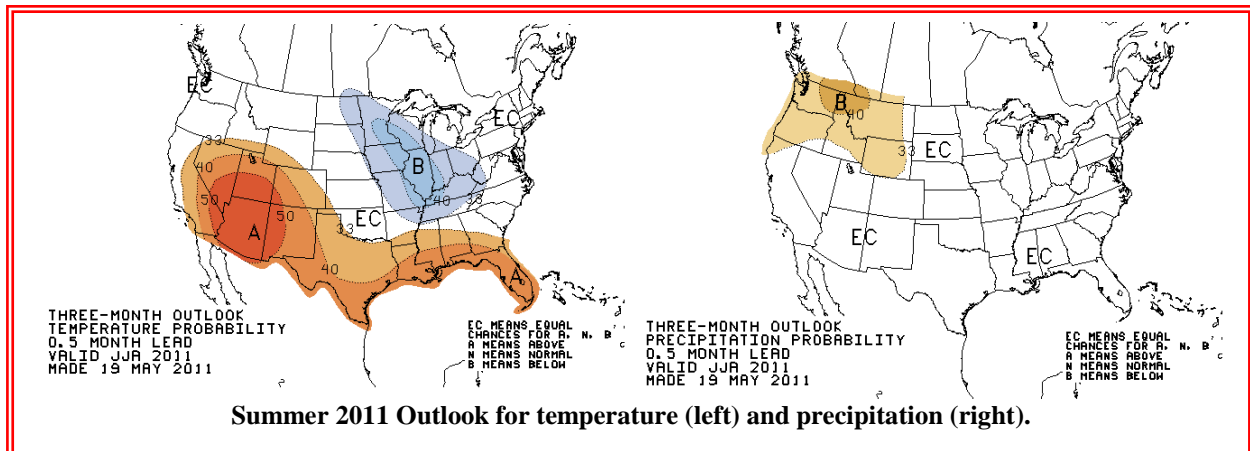 EC
EC
33
40
B
50
50
40
33
EC
33
A
40
A
THREE-MONTH OUTLOOK
TEMPERATURE PROBABILITY
0.5 MONTH LEAD
VALID JJA 2011
MADE 19 MAY 2011
EC MEANS EQUAL
CHANCES FOR A, N, B
A MEANS ABOVE
N MEANS NORMAL
B MEANS BELOW
B
40
33
EC
EC
EC
THREE-MONTH OUTLOOK
PRECIPITATION PROBABILITY
0.5 MONTH LEAD
VALID JJA 2011
MADE 19 MAY 2011
EC MEANS EQUAL
CHANCES FOR A, N, B
A MEANS ABOVE
N MEANS NORMAL
B MEANS BELOW
Summer 2011 Outlook for temperature (left) and precipitation (right).